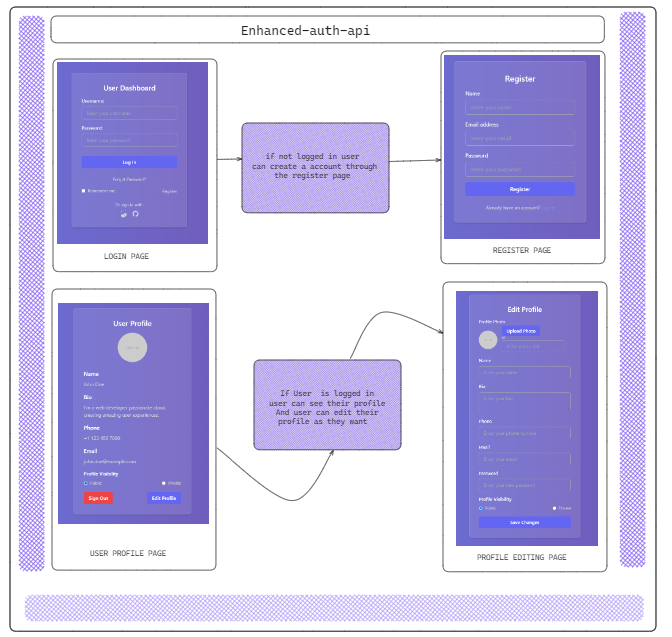 Enhanced-auth-api
User Dashboard
Username
Enter your username
Password
Enter your password
Log In
Forgot Password?
Remember me
Register
Or sign in with
LOGIN PAGE
if not logged in user
can create a account through
the register page
Register
Name
Enter your name
Email address
Enter your email
Password
Enter your password
Register
Already have an account? Log in
REGISTER PAGE
User Profile
Name
John Doe
Bio
I'm a web developer passionate about
creating amazing user experiences.
Phone
+1 123 456 7890
Email
johndoe@example.com
Profile Visibility
Public
Private
Sign Out
Edit Profile
USER PROFILE PAGE
If User is logged in
user can see their profile
And user can edit their
profile as they want
Edit Profile
Profile Photo
Upload Photo
or
Name
Enter your name
Bio
Enter your bio
Phone
Enter your phone number
Email
Enter your email
Password
Enter your new password
Profile Visibility
Public
Private
Save Changes
PROFILE EDITING PAGE